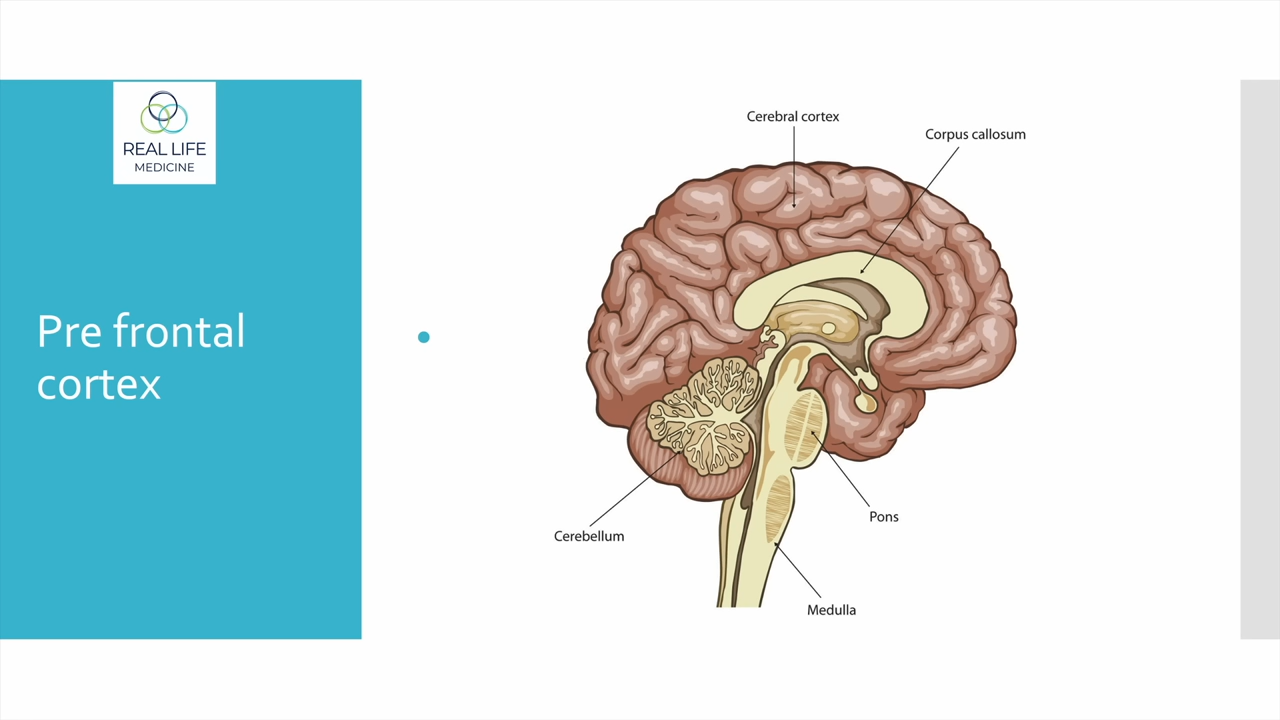 REAL LIFE
MEDICINE
Pre frontal
cortex
Cerebral cortex
Corpus callosum
Cerebellum
Pons
Medulla